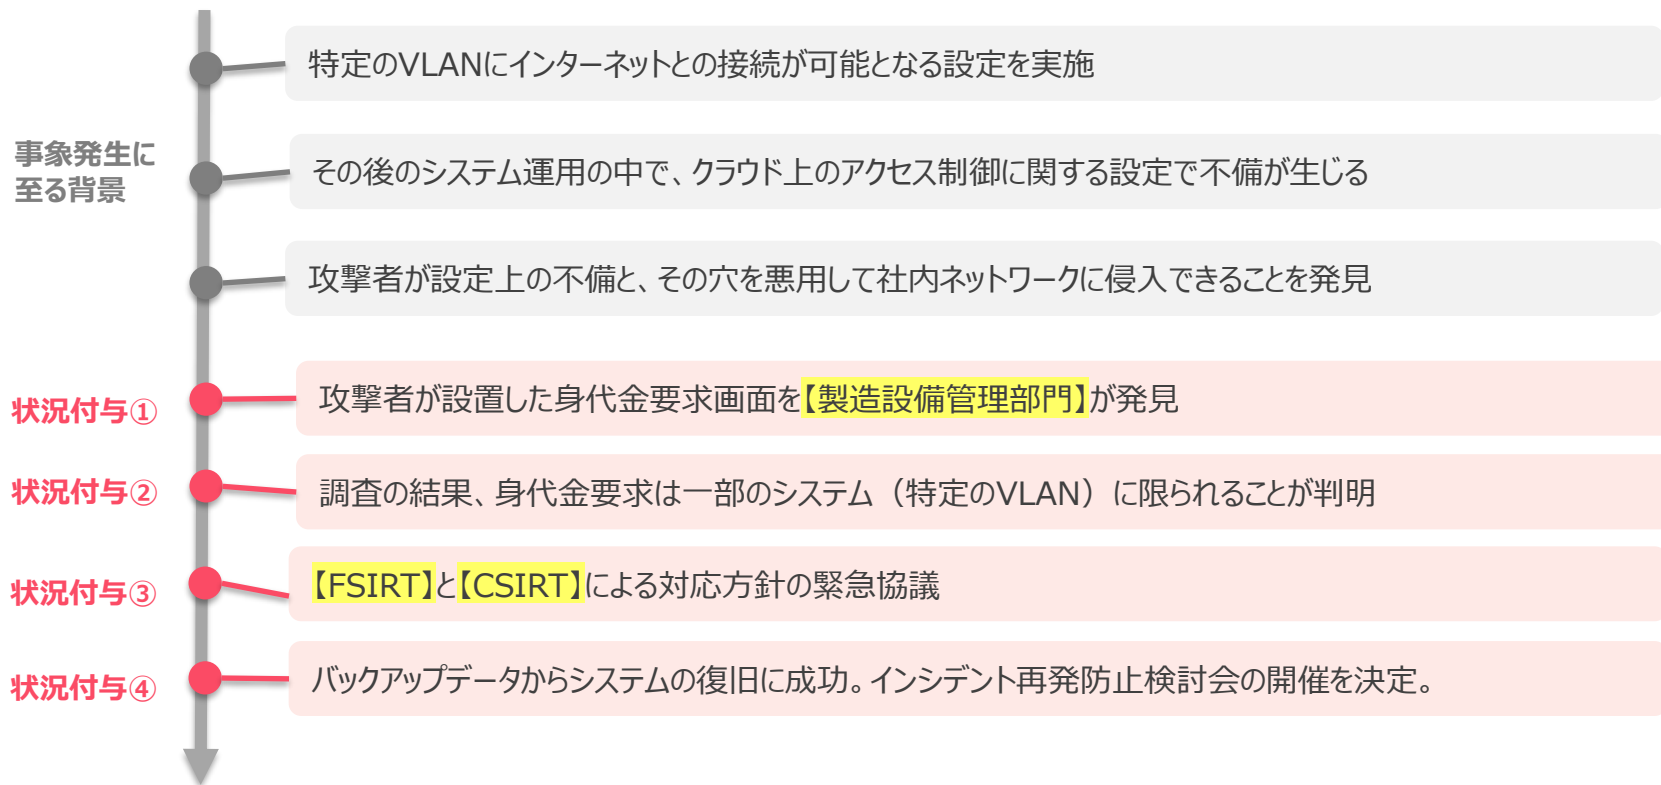 特定のVLANにインターネットとの接続が可能となる設定を実施
事象発生に
至る背景
その後のシステム運用の中で、クラウド上のアクセス制御に関する設定で不備が生じる
攻撃者が設定上の不備と、その穴を悪用して社内ネットワークに侵入できることを発見
状況付与①
攻撃者が設置した身代金要求画面を【製造設備管理部門】が発見
状況付与②
調査の結果、身代金要求は一部のシステム（特定のVLAN）に限られることが判明
状況付与③
【FSIRT】と【CSIRT】による対応方針の緊急協議
状況付与④
バックアップデータからシステムの復旧に成功。インシデント再発防止検討会の開催を決定。